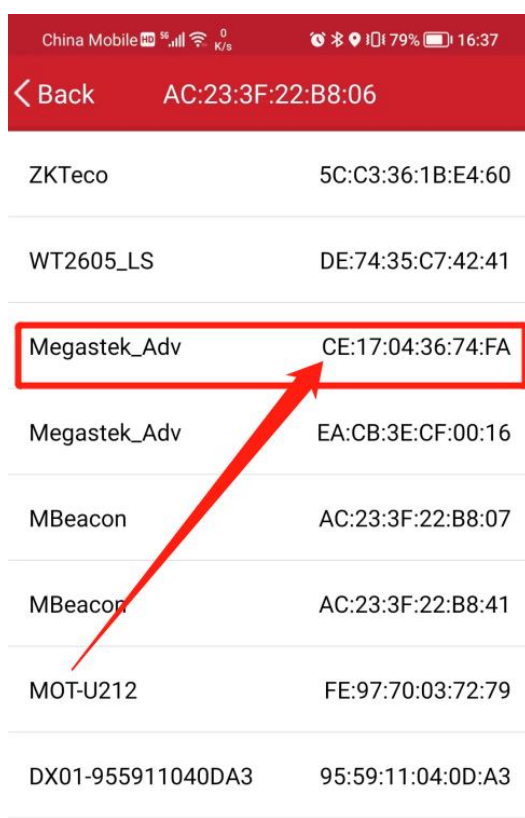 China Mobile HD 5G 0 K/s 79% 16:37
Back AC:23:3F:22:B8:06
ZKTeco 5C:C3:36:1B:E4:60
WT2605_LS DE:74:35:C7:42:41
Megastek_Adv CE:17:04:36:74:FA
Megastek_Adv EA:CB:3E:CF:00:16
MBeacon AC:23:3F:22:B8:07
MBeacon AC:23:3F:22:B8:41
MOT-U212 FE:97:70:03:72:79
DX01-955911040DA3 95:59:11:04:0D:A3